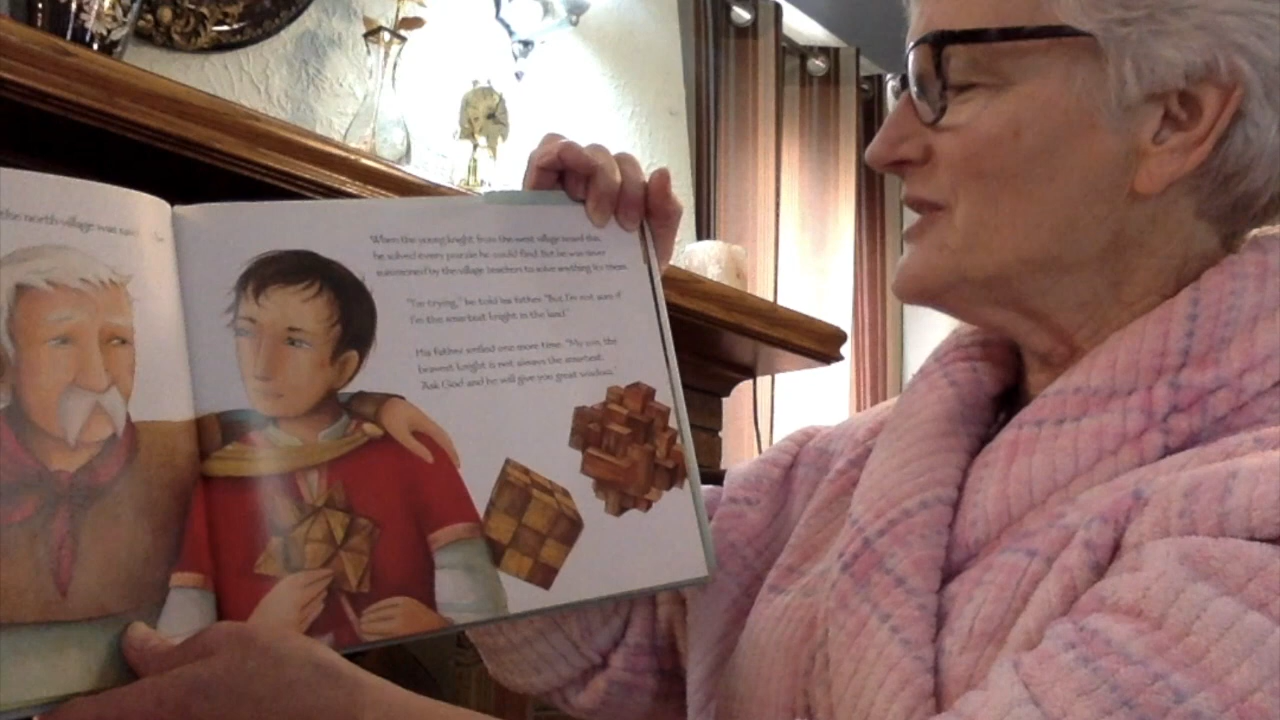 the north village was
When the young knight from the west village heard this,
he solved every puzzle he could find. But he was never
summoned by the village teachers to solve anything for them.
"I'm trying," he told his father. "But I'm not sure if
I'm the smartest knight in the land."
His father smiled one more time. "My son, the
bravest knight is not always the smartest.
Ask God and he will give you great wisdom."